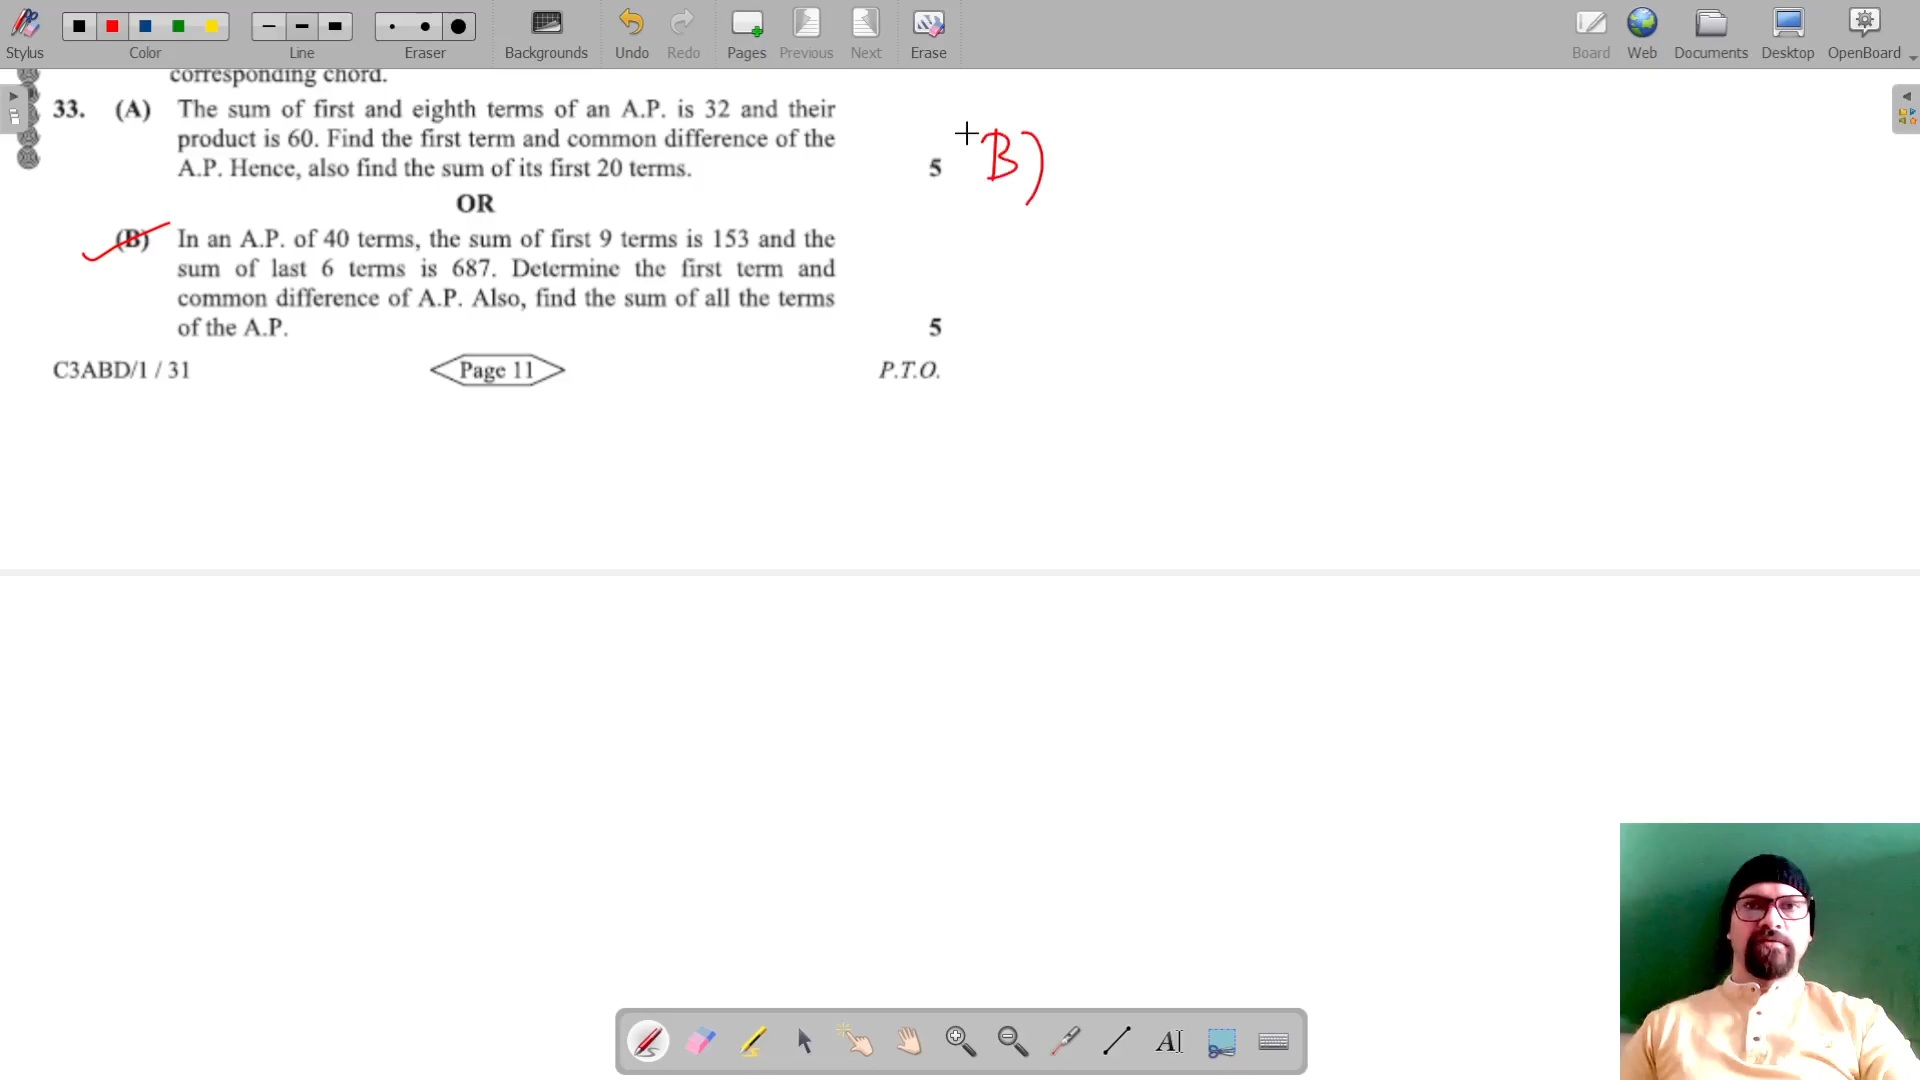 Stylus Color Line Eraser Backgrounds Undo Redo Pages Previous Next Erase Board Web Documents Desktop OpenBoard
corresponding chord.
33. (A) The sum of first and eighth terms of an A.P. is 32 and their
product is 60. Find the first term and common difference of the
A.P. Hence, also find the sum of its first 20 terms. 5
B)
OR
(B) In an A.P. of 40 terms, the sum of first 9 terms is 153 and the
sum of last 6 terms is 687. Determine the first term and
common difference of A.P. Also, find the sum of all the terms
of the A.P. 5
C3ABD/1 / 31 Page 11 P.T.O.